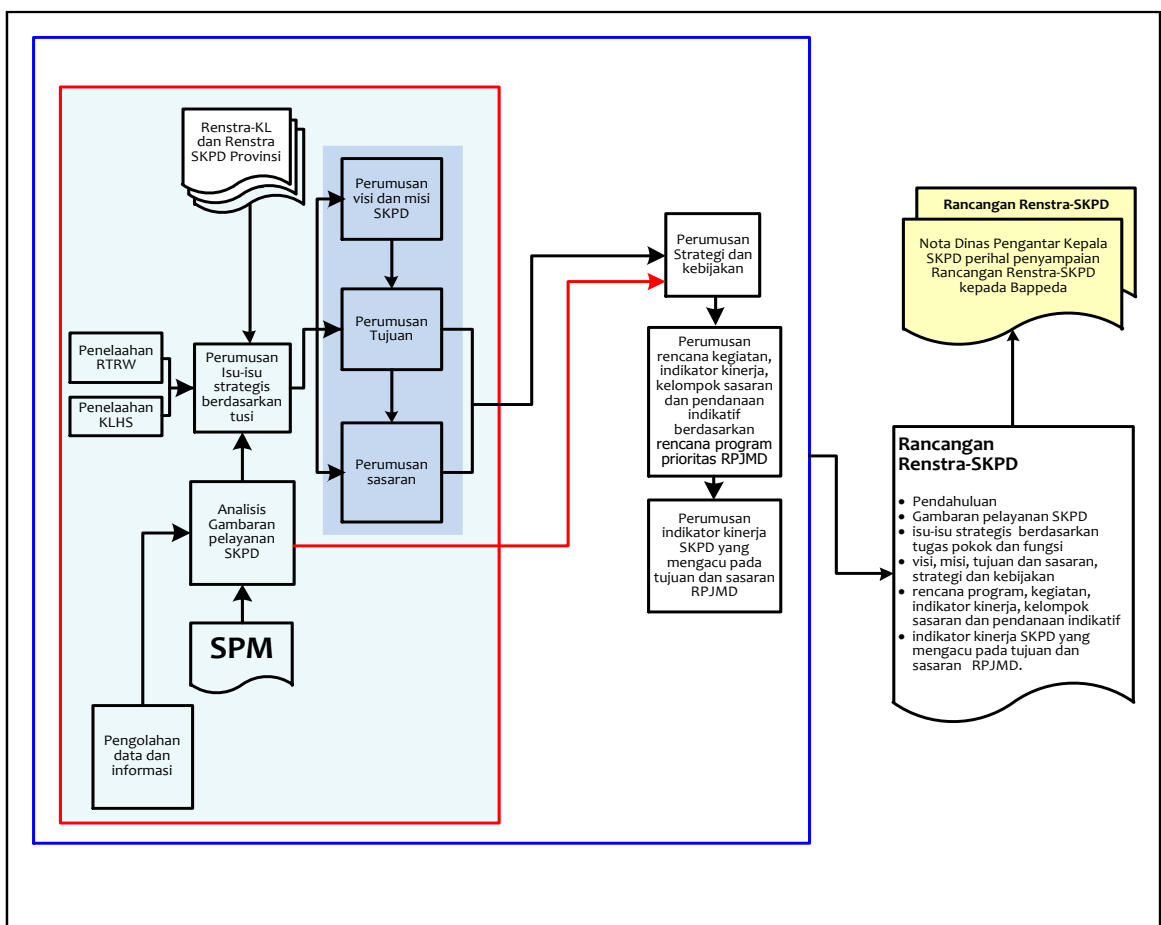 Renstra-KL
dan Renstra
SKPD Provinsi
Perumusan
visi dan misi
SKPD
Perumusan
Tujuan
Perumusan
sasaran
Penelaahan
RTRW
Penelaahan
KLHS
Perumusan
Isu-isu
strategis
berdasarkan
tusi
Analisis
Gambaran
pelayanan
SKPD
SPM
Pengolahan
data dan
informasi
Perumusan
Strategi dan
kebijakan
Perumusan
rencana kegiatan,
indikator kinerja,
kelompok sasaran
dan pendanaan
indikatif
berdasarkan
rencana program
prioritas RPJMD
Perumusan
indikator kinerja
SKPD yang
mengacu pada
tujuan dan sasaran
RPJMD
Rancangan Renstra-SKPD
Nota Dinas Pengantar Kepala
SKPD perihal penyampaian
Rancangan Renstra-SKPD
kepada Bappeda
Rancangan
Renstra-SKPD
• Pendahuluan
• Gambaran pelayanan SKPD
• isu-isu strategis berdasarkan
tugas pokok dan fungsi
• visi, misi, tujuan dan sasaran,
strategi dan kebijakan
• rencana program, kegiatan,
indikator kinerja, kelompok
sasaran dan pendanaan indikatif
• indikator kinerja SKPD yang
mengacu pada tujuan dan
sasaran RPJMD.